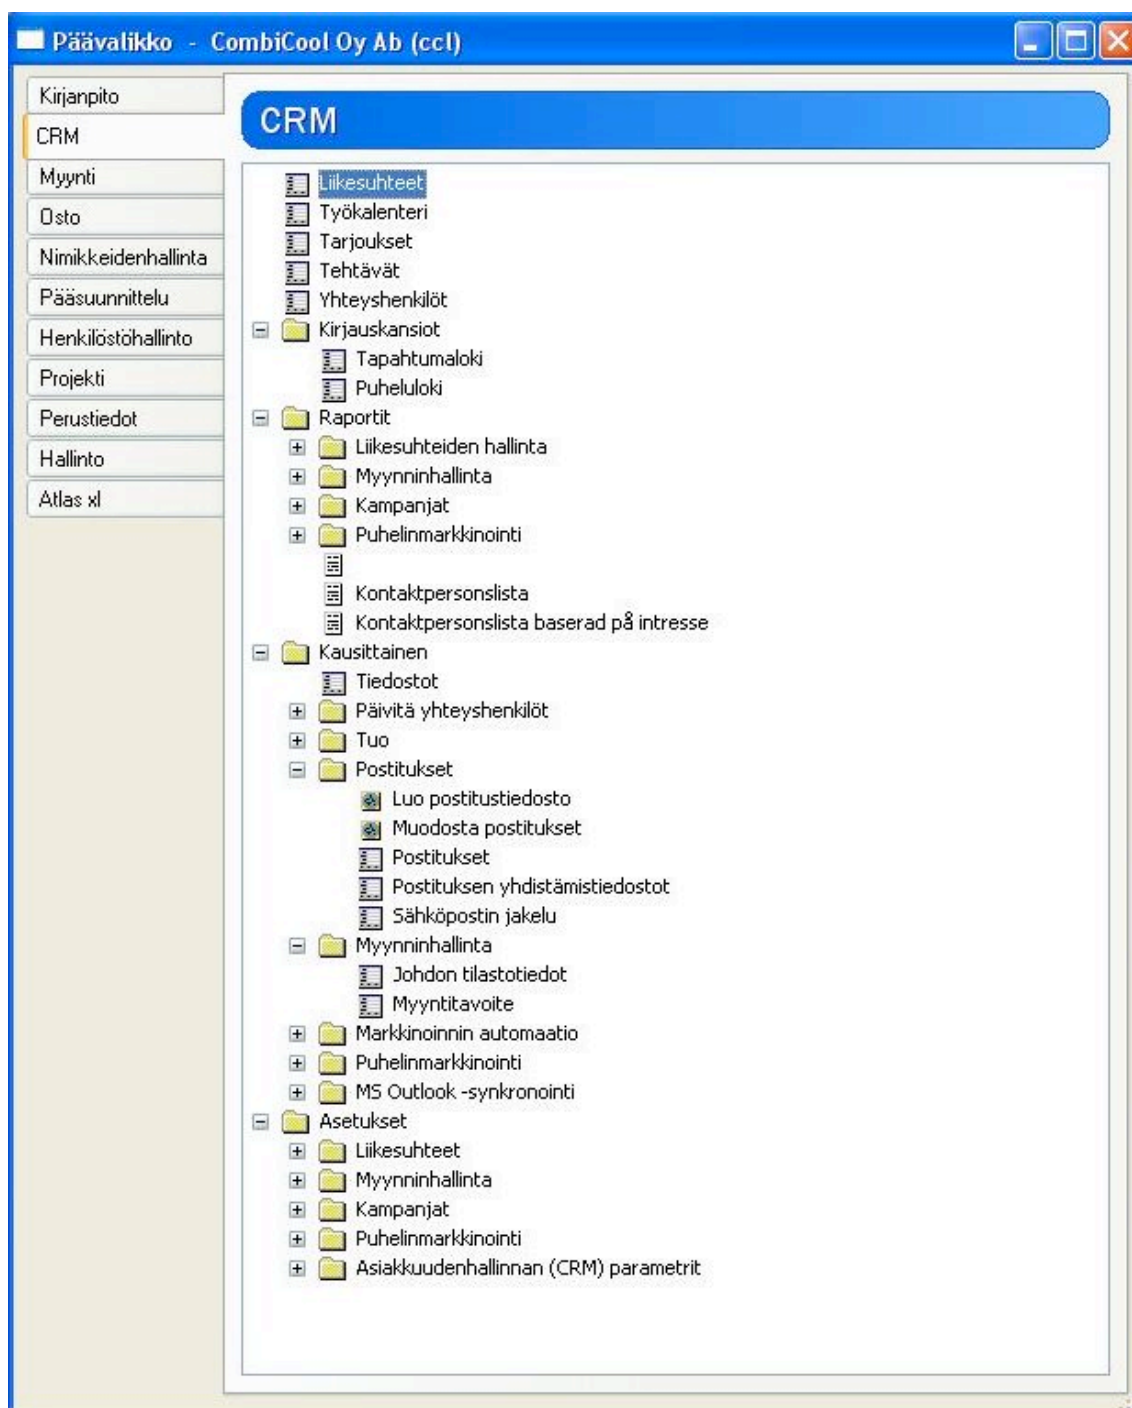 Päävalikko - CombiCool Oy Ab (ccl)
Kirjanpito
CRM
Myynti
Osto
Nimikkeidenhallinta
Pääsuunnittelu
Henkilöstöhallinto
Projekti
Perustiedot
Hallinto
Atlas xl
CRM
Liikesuhteet
Työkalenteri
Tarjoukset
Tehtävät
Yhteyshenkilöt
Kirjauskansiot
Tapahtumaloki
Puheluloki
Raportit
Liikesuhteiden hallinta
Myynninhallinta
Kampanjat
Puhelinmarkkinointi
Kontaktpersonslista
Kontaktpersonslista baserad på intresse
Kausittainen
Tiedostot
Päivitä yhteyshenkilöt
Tuo
Postitukset
Luo postitustiedosto
Muodosta postitukset
Postitukset
Postituksen yhdistämistiedostot
Sähköpostin jakelu
Myynninhallinta
Johdon tilastotiedot
Myyntitavoite
Markkinoinnin automaatio
Puhelinmarkkinointi
MS Outlook -synkronointi
Asetukset
Liikesuhteet
Myynninhallinta
Kampanjat
Puhelinmarkkinointi
Asiakkuudenhallinnan (CRM) parametrit